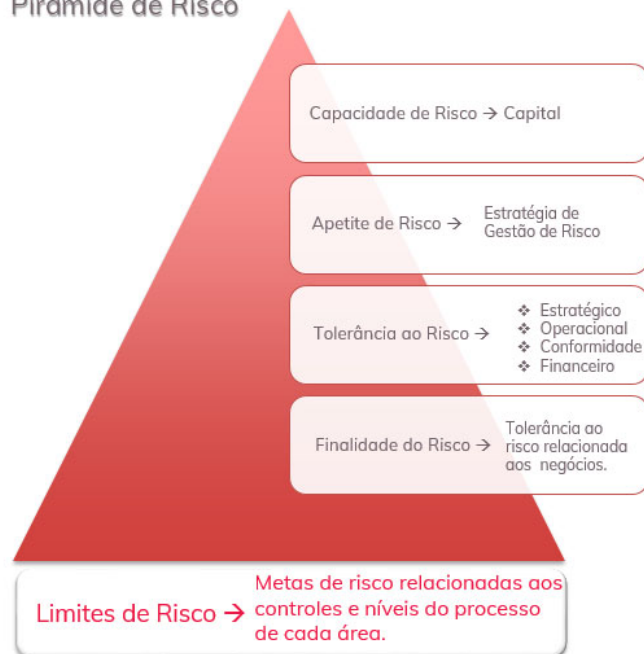 Pirâmide de Risco
Capacidade de Risco → Capital
Apetite de Risco → Estratégia de
Gestão de Risco
Tolerância ao Risco →
❖ Estratégico
❖ Operacional
❖ Conformidade
❖ Financeiro
Finalidade do Risco →
Tolerância ao
risco relacionada
aos negócios.
Limites de Risco →
Metas de risco relacionadas aos
controles e níveis do processo
de cada área.